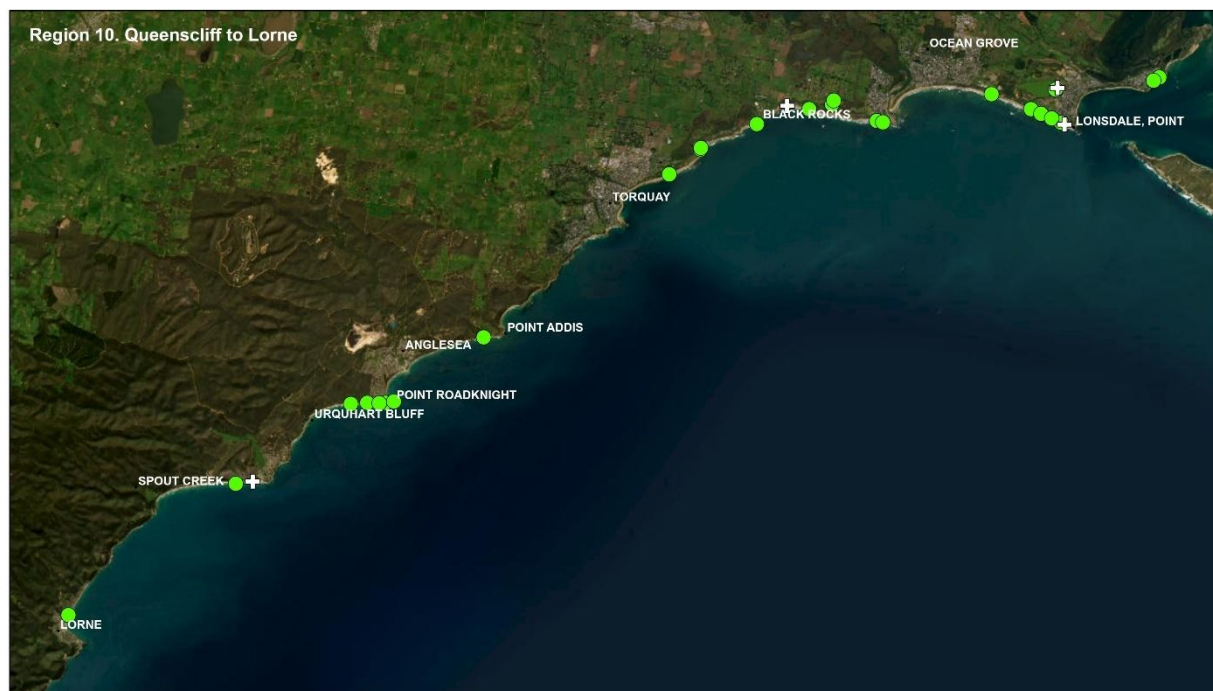 Region 10. Queenscliff to Lorne
OCEAN GROVE
BLACK ROCKS
LONSDALE, POINT
TORQUAY
POINT ADDIS
ANGLESEA
POINT ROADKNIGHT
URQUHART BLUFF
SPOUT CREEK
LORNE